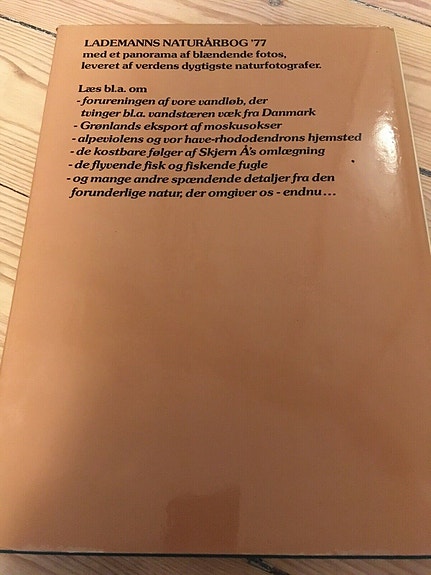 LADEMANNS NATURÅRBOG '77
med et panorama af blændende fotos,
leveret af verdens dygtigste naturfotografer.
Læs bl.a. om
- forureningen af vore vandløb, der
tvinger bl.a. vandstæren væk fra Danmark
- Grønlands eksport af moskusokser
- alpeviolens og vor have-rhododendrons hjemsted
- de kostbare følger af Skjern Å's omlægning
- de flyvende fisk og fiskende fugle
- og mange andre spændende detaljer fra den
forunderlige natur, der omgiver os - endnu...